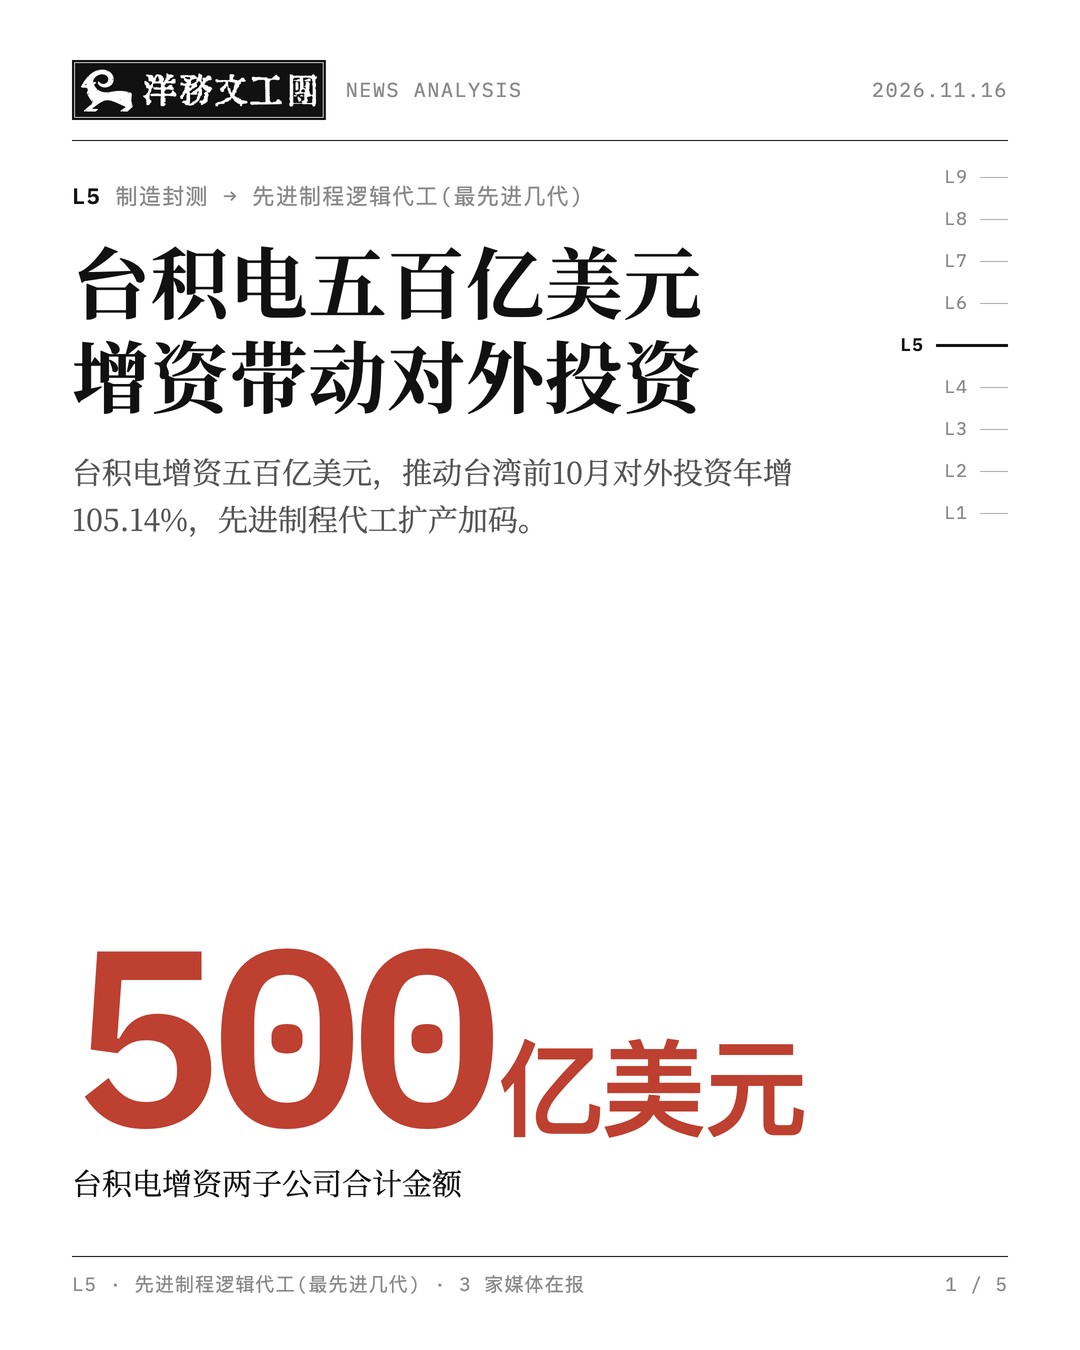 洋務文工團
NEWS ANALYSIS
2026.11.16
L5 制造封测 → 先进制程逻辑代工(最先进几代)
台积电五百亿美元
增资带动对外投资
台积电增资五百亿美元，推动台湾前10月对外投资年增
105.14%，先进制程代工扩产加码。
L9
L8
L7
L6
L5
L4
L3
L2
L1
500亿美元
台积电增资两子公司合计金额
L5 · 先进制程逻辑代工(最先进几代) · 3 家媒体在报
1 / 5